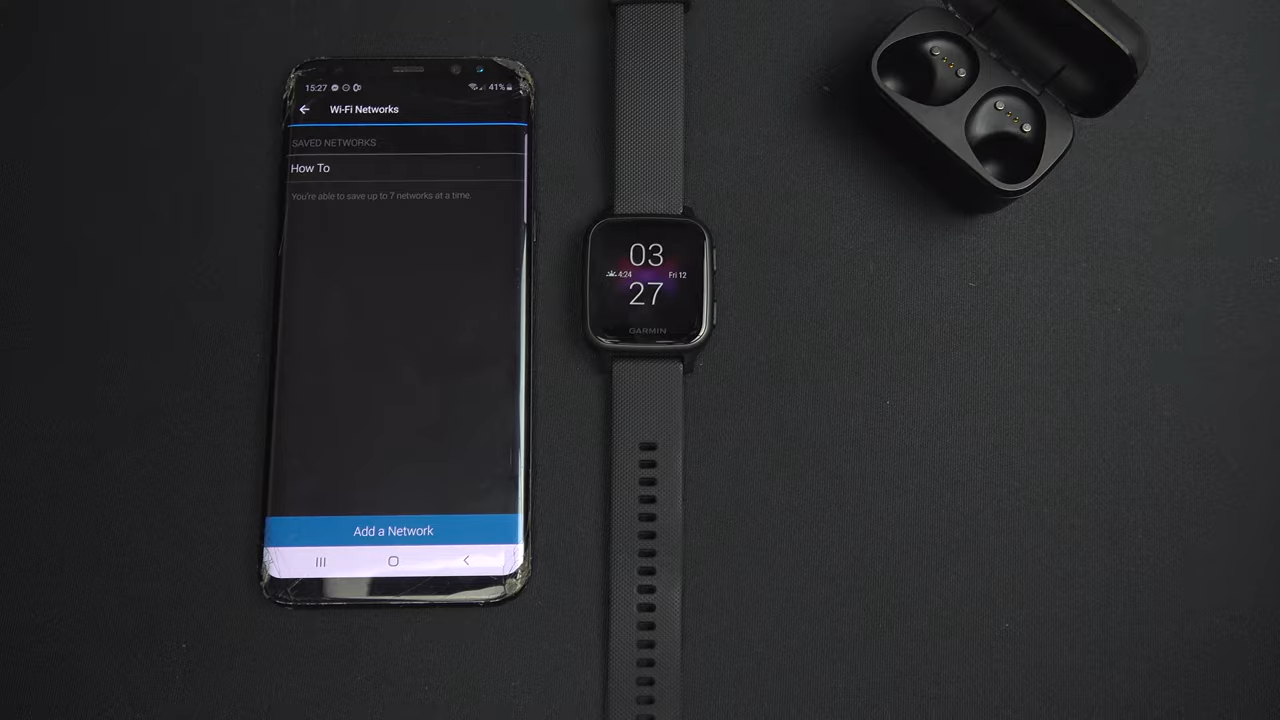 15:27 41%
Wi-Fi Networks
SAVED NETWORKS
How To
You're able to save up to 7 networks at a time.
Add a Network
03
4:24 Fri 12
27
GARMIN